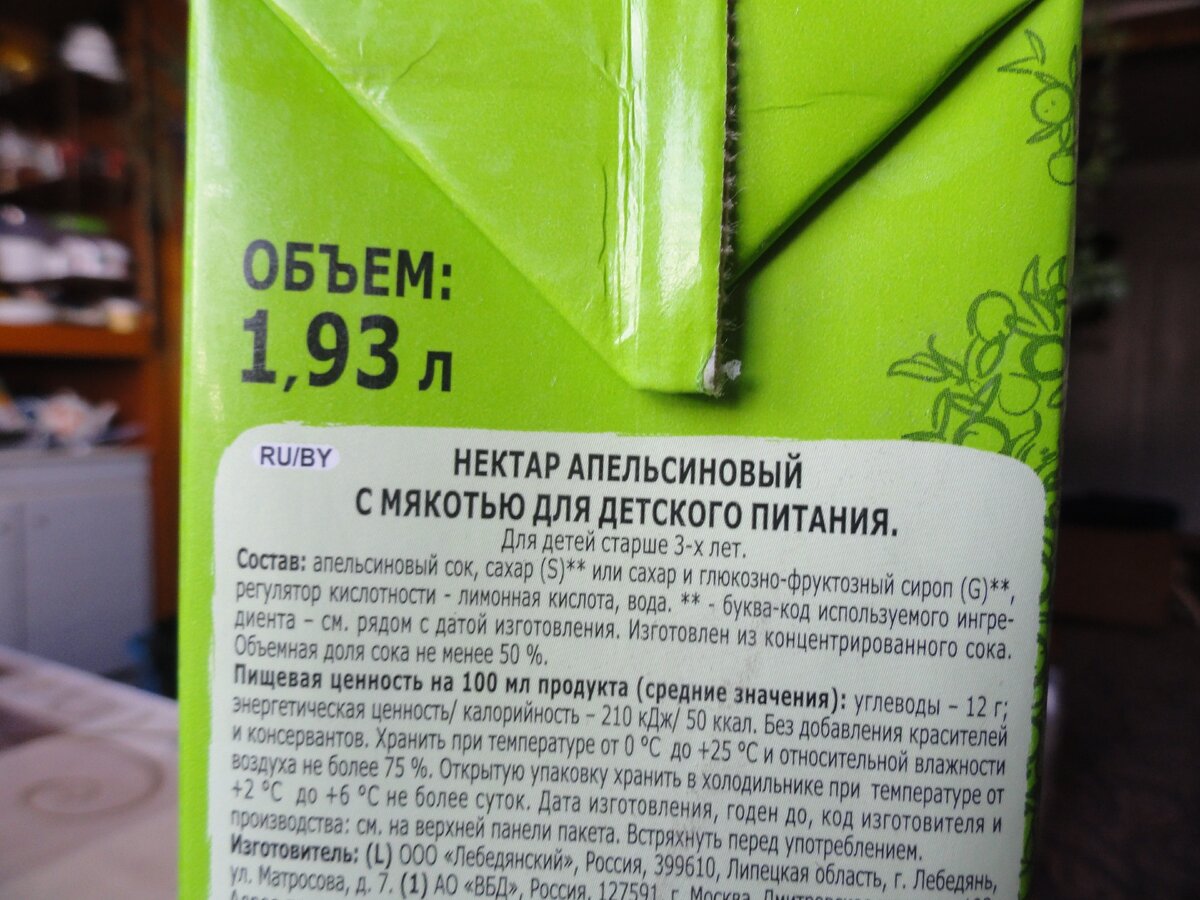 ОБЪЕМ:
1,93 л
RU/BY
НЕКТАР АПЕЛЬСИНОВЫЙ
С МЯКОТЬЮ ДЛЯ ДЕТСКОГО ПИТАНИЯ.
Для детей старше 3-х лет.
Состав: апельсиновый сок, сахар (S)** или сахар и глюкозно-фруктозный сироп (G)**,
регулятор кислотности - лимонная кислота, вода. ** - буква-код используемого ингре-
диента – см. рядом с датой изготовления. Изготовлен из концентрированного сока.
Объемная доля сока не менее 50 %.
Пищевая ценность на 100 мл продукта (средние значения): углеводы – 12 г;
энергетическая ценность/ калорийность – 210 кДж/ 50 ккал. Без добавления красителей
и консервантов. Хранить при температуре от 0 °С до +25 °С и относительной влажности
воздуха не более 75 %. Открытую упаковку хранить в холодильнике при температуре от
+2 °С до +6 °С не более суток. Дата изготовления, годен до, код изготовителя и
производства: см. на верхней панели пакета. Встряхнуть перед употреблением.
Изготовитель: (L) ООО «Лебедянский», Россия, 399610, Липецкая область, г. Лебедянь,
ул. Матросова, д. 7. (1) АО «ВБД», Россия, 127591, г. Москва,